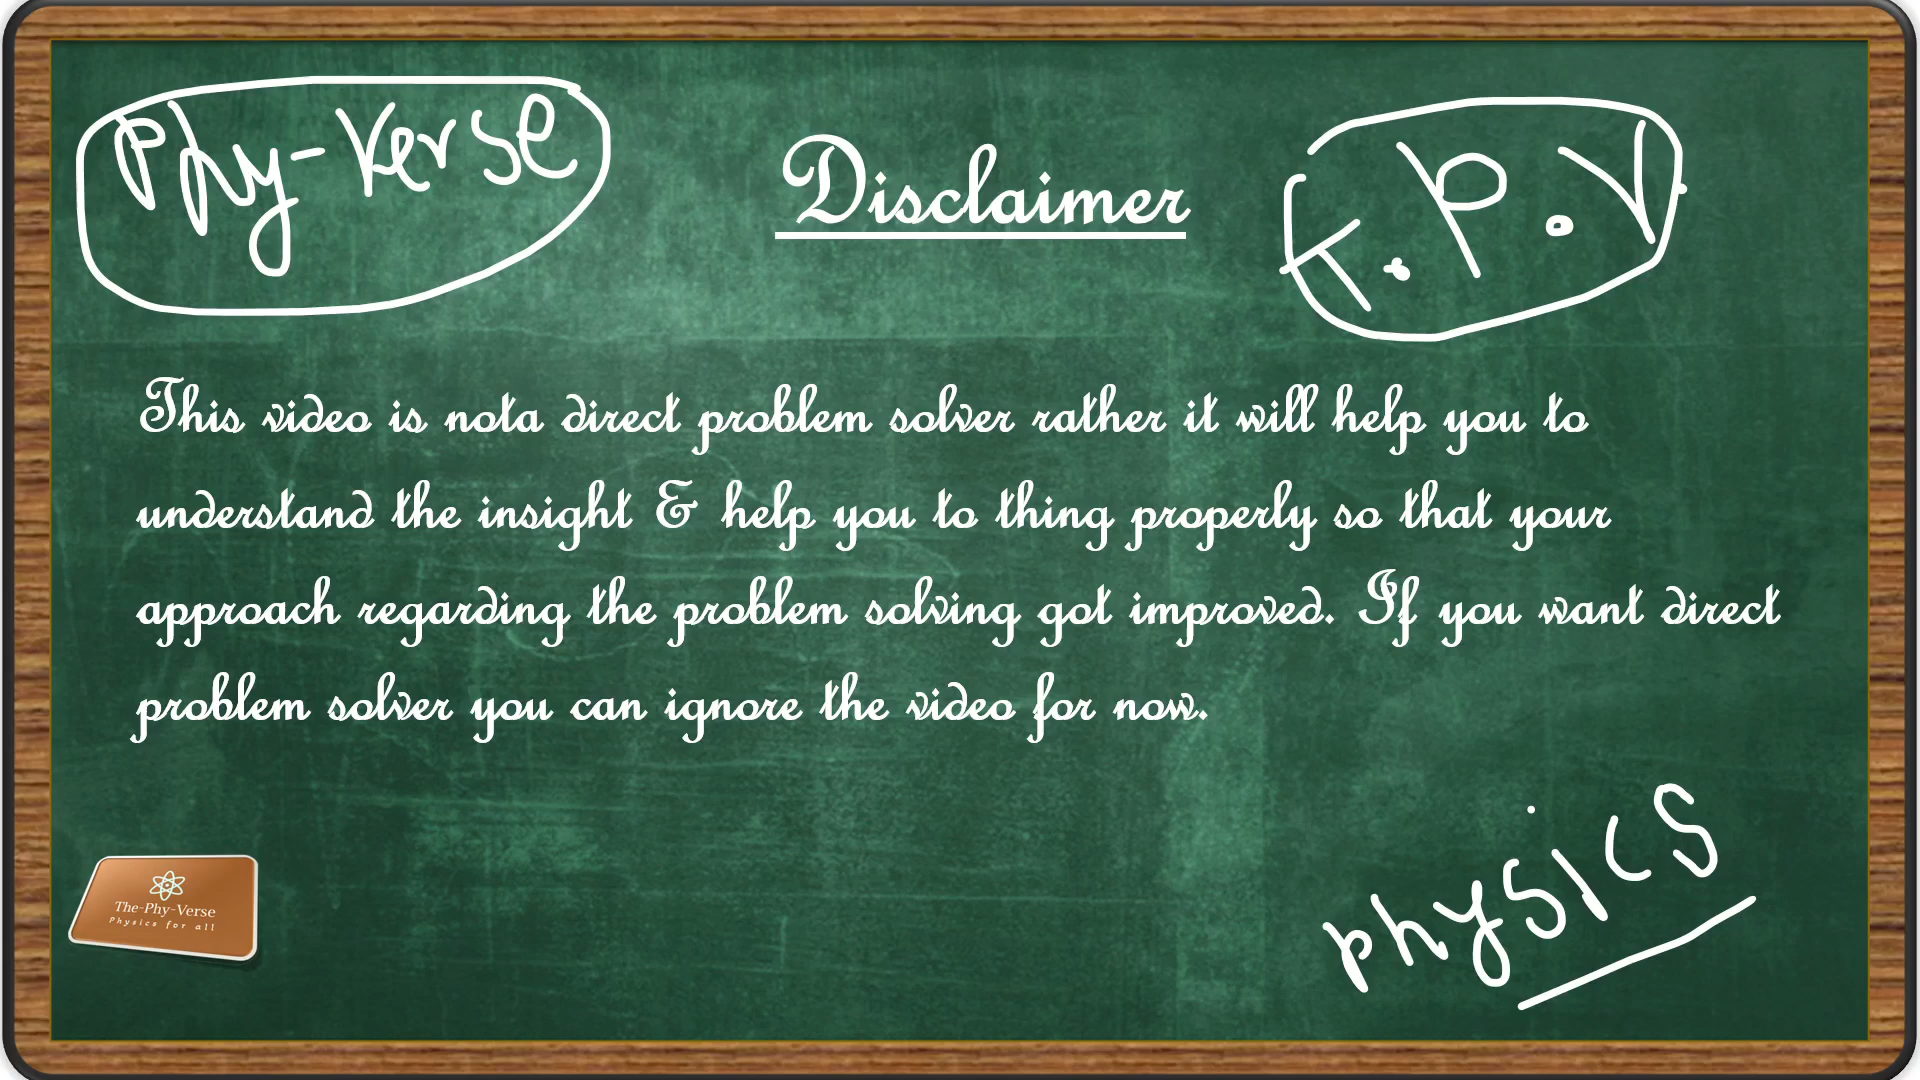 Phy-Verse
Disclaimer
T.P.V
This video is nota direct problem solver rather it will help you to
understand the insight & help you to thing properly so that your
approach regarding the problem solving got improved. If you want direct
problem solver you can ignore the video for now.
The-Phy-Verse
Physics for all
physics